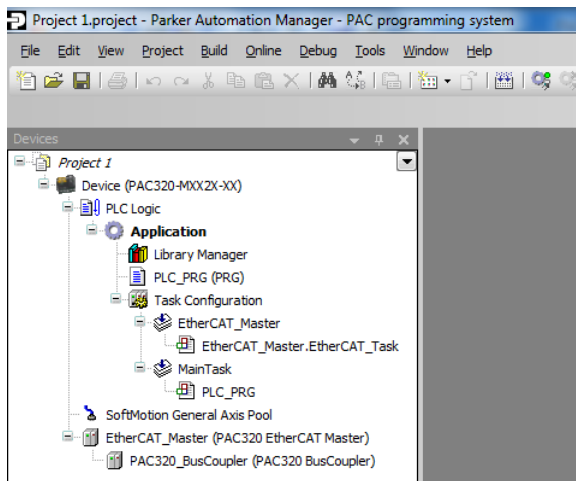 Project 1.project - Parker Automation Manager - PAC programming system
File Edit View Project Build Online Debug Tools Window Help
Devices
Project 1
Device (PAC320-MXX2X-XX)
PLC Logic
Application
Library Manager
PLC_PRG (PRG)
Task Configuration
EtherCAT_Master
EtherCAT_Master.EtherCAT_Task
MainTask
PLC_PRG
SoftMotion General Axis Pool
EtherCAT_Master (PAC320 EtherCAT Master)
PAC320_BusCoupler (PAC320 BusCoupler)